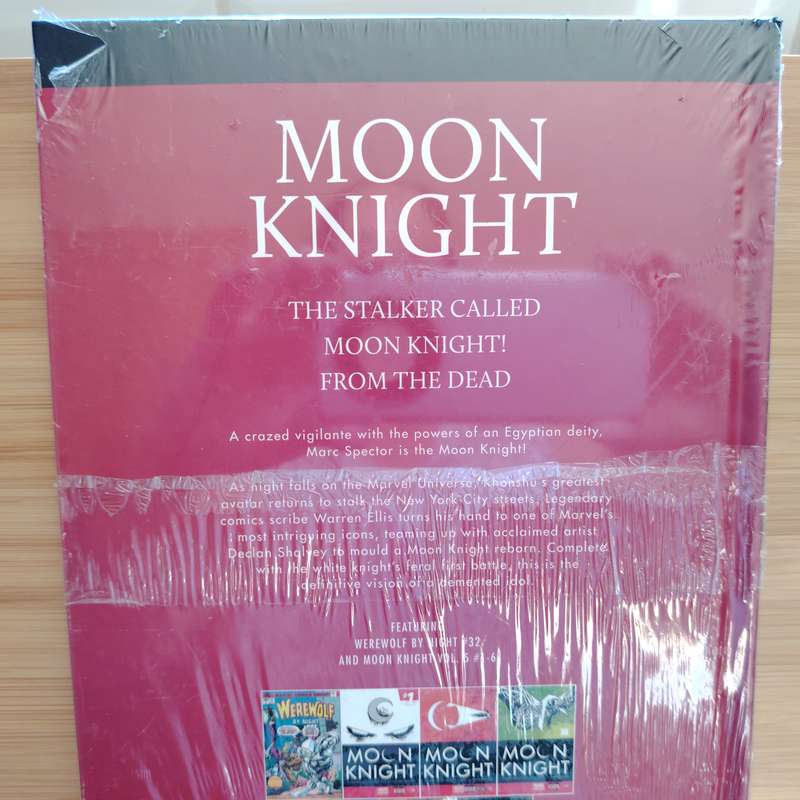 MOON
KNIGHT
THE STALKER CALLED
MOON KNIGHT!
FROM THE DEAD
A crazed vigilante with the powers of an Egyptian deity,
Marc Spector is the Moon Knight!
As night falls on the Marvel Universe, Khonshu's greatest
avatar returns to stalk the New York City streets. Legendary
comics scribe Warren Ellis turns his hand to one of Marvel's
most intriguing icons, teaming up with acclaimed artist
Declan Shalvey to mould a Moon Knight reborn. Complete
with the white knight's feral first battle, this is the
definitive vision of a demented idol.
FEATURING
WEREWOLF BY NIGHT #32
AND MOON KNIGHT VOL. 5 #1-6
WEREWOLF
BY NIGHT
#1
MOON
KNIGHT
MOON
KNIGHT
MOON
KNIGHT